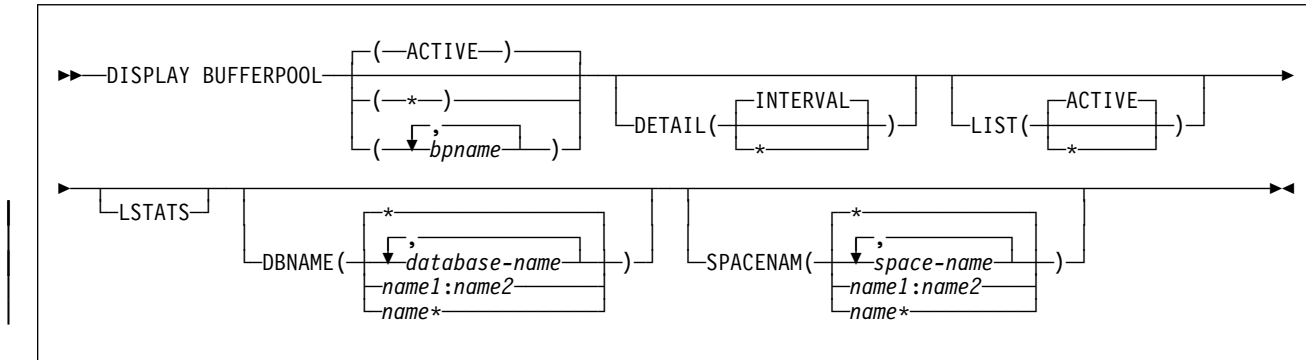 ( ACTIVE )
DISPLAY BUFFERPOOL
( * )
( , bpname )
DETAIL( INTERVAL )
*
LIST( ACTIVE )
*
LSTATS
DBNAME( * )
,
database-name
name1:name2
name*
SPACENAM( * )
,
space-name
name1:name2
name*